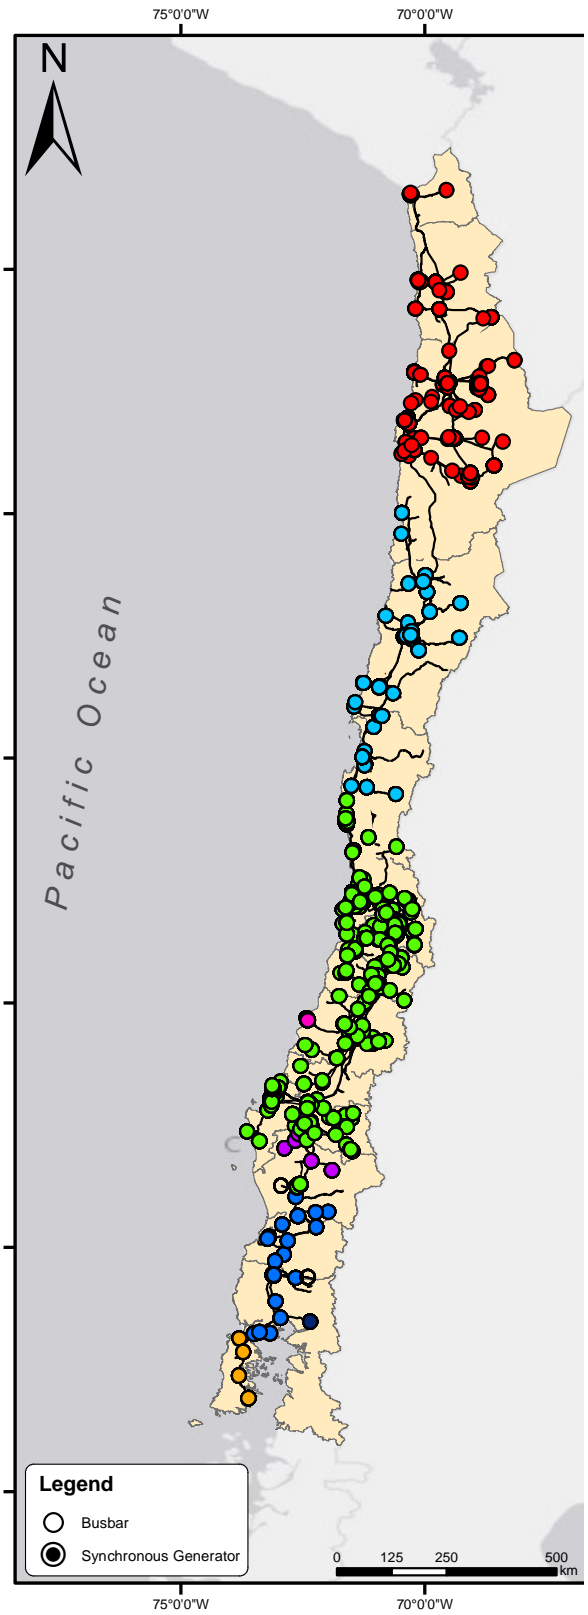 75°0'0"W 70°0'0"W
N
Pacific Ocean
Legend
Busbar
Synchronous Generator
0 125 250 500
km
75°0'0"W 70°0'0"W